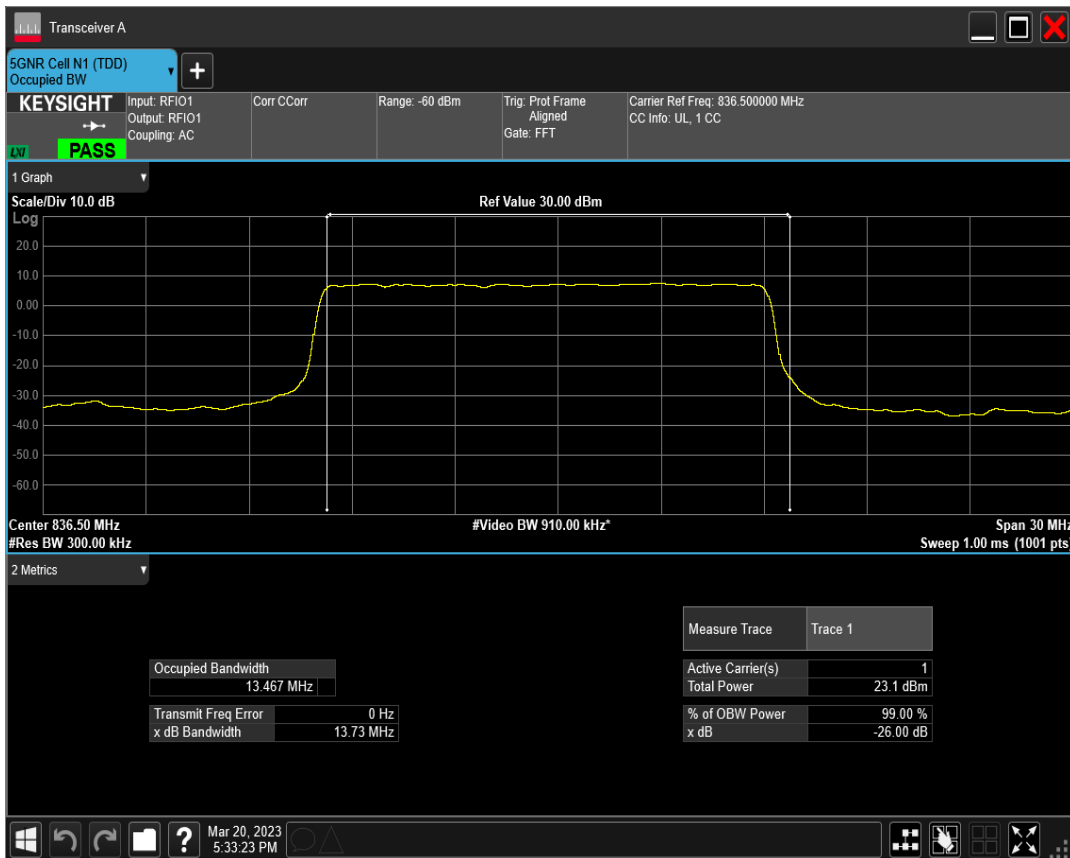 Transceiver A
5GNR Cell N1 (TDD)
Occupied BW
+
KEYSIGHT
LXI
PASS
Input: RFIO1
Output: RFIO1
Coupling: AC
Corr CCorr
Range: -60 dBm
Trig: Prot Frame
Aligned
Gate: FFT
Carrier Ref Freq: 836.500000 MHz
CC Info: UL, 1 CC
1 Graph
Scale/Div 10.0 dB
Ref Value 30.00 dBm
Log
20.0
10.0
0.00
-10.0
-20.0
-30.0
-40.0
-50.0
-60.0
Center 836.50 MHz
#Video BW 910.00 kHz*
Span 30 MHz
#Res BW 300.00 kHz
Sweep 1.00 ms (1001 pts)
2 Metrics
Measure Trace Trace 1
Occupied Bandwidth
13.467 MHz
Active Carrier(s) 1
Total Power 23.1 dBm
Transmit Freq Error 0 Hz
x dB Bandwidth 13.73 MHz
% of OBW Power 99.00 %
x dB -26.00 dB
?
Mar 20, 2023
5:33:23 PM